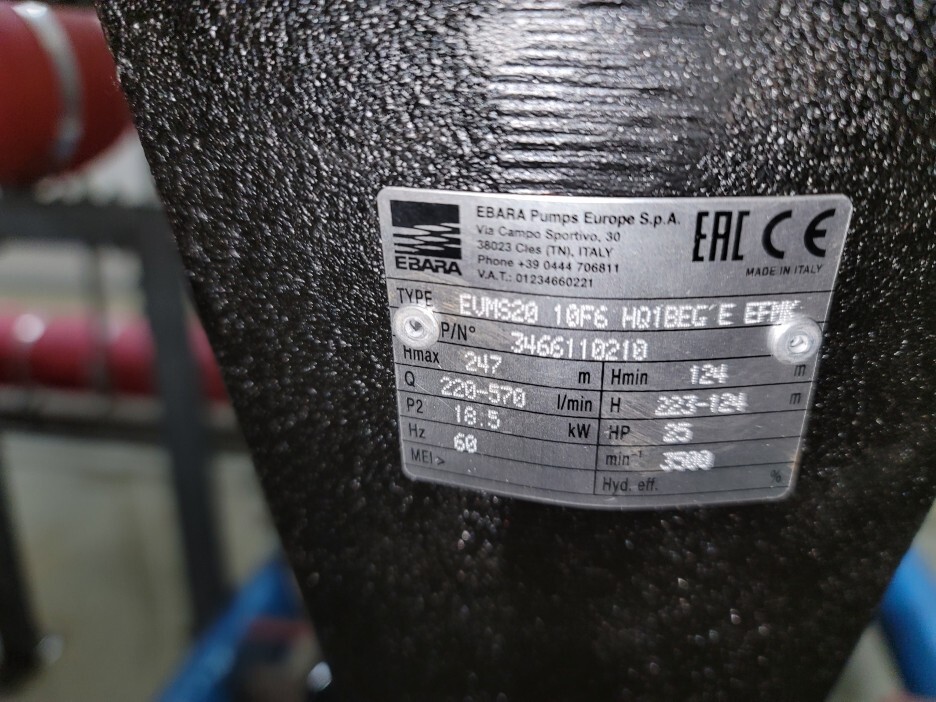 EBARA
EBARA Pumps Europe S.p.A.
Via Campo Sportivo, 30
38023 Cles (TN), ITALY
Phone +39 0444 706811
V.A.T.: 01234660221
EAC CE
MADE IN ITALY
TYPE EVMS20 10F6 HQ1BEG E
P/N° 3466110210
Hmax 247 m Hmin 124 m
Q 220-570 l/min H 223-124 m
P2 18.5 kW HP 25
Hz 60 min⁻¹ 3500
MEI > Hyd. eff. %